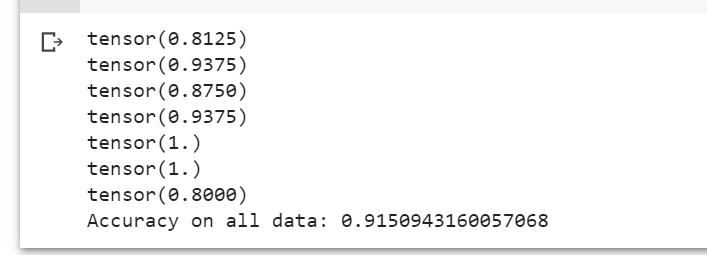 tensor(0.8125)
tensor(0.9375)
tensor(0.8750)
tensor(0.9375)
tensor(1.)
tensor(1.)
tensor(0.8000)
Accuracy on all data: 0.9150943160057068